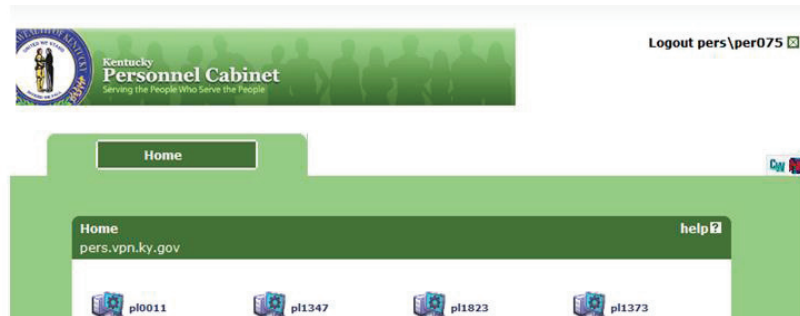 Logout pers\per075
Kentucky
Personnel Cabinet
Serving the People Who Serve the People
Home
Home
help?
pers.vpn.ky.gov
pl0011
pl1347
pl1823
pl1373